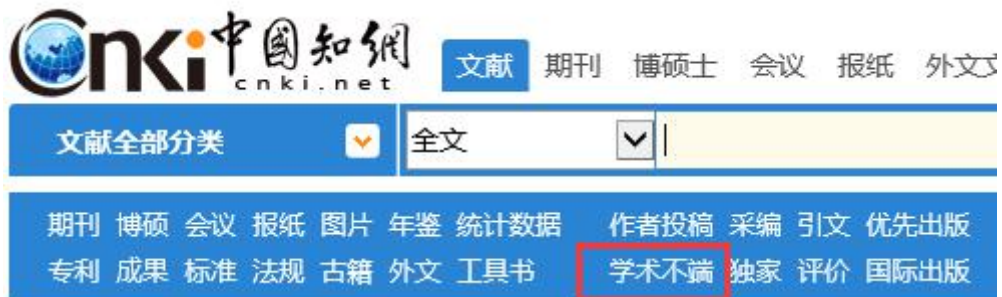 Cnki中國知網
cnki.net
文献 期刊 博硕士 会议 报纸 外文文
文献全部分类 全文
期刊 博硕 会议 报纸 图片 年鉴 统计数据 作者投稿 采编 引文 优先出版
专利 成果 标准 法规 古籍 外文 工具书 学术不端 独家 评价 国际出版